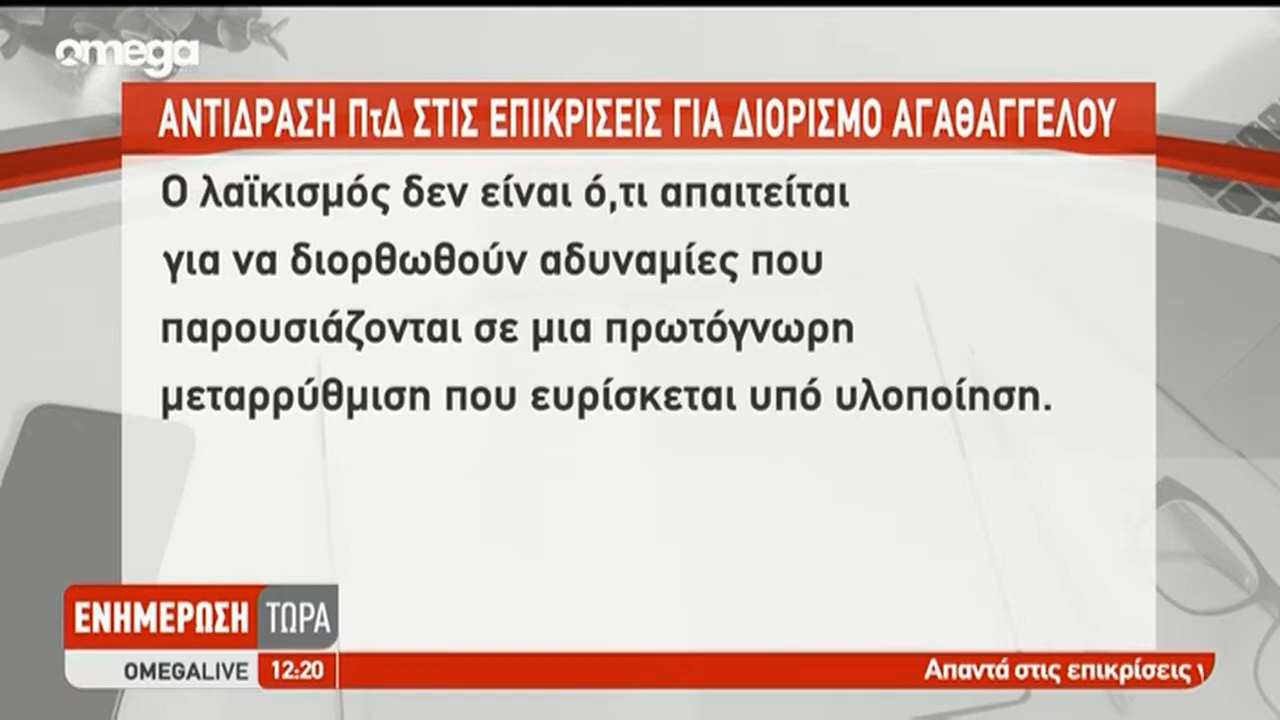 omega
ΑΝΤΙΔΡΑΣΗ ΠτΔ ΣΤΙΣ ΕΠΙΚΡΙΣΕΙΣ ΓΙΑ ΔΙΟΡΙΣΜΟ ΑΓΑΘΑΓΓΕΛΟΥ
Ο λαϊκισμός δεν είναι ό,τι απαιτείται
για να διορθωθούν αδυναμίες που
παρουσιάζονται σε μια πρωτόγνωρη
μεταρρύθμιση που ευρίσκεται υπό υλοποίηση.
ΕΝΗΜΕΡΩΣΗ ΤΩΡΑ
OMEGALIVE 12:20 Απαντά στις επικρίσεις